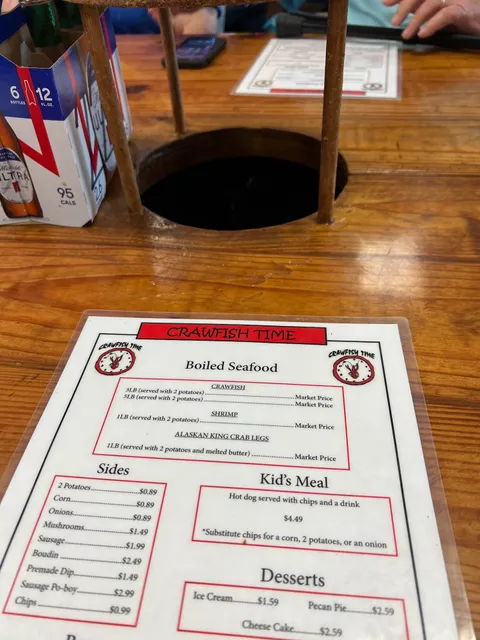 6 12
BOTTLES FL.OZ.
ULTRA
95
CALS
2.6
CRAWFISH TIME
CRAWFISH TIME
CRAWFISH TIME
Boiled Seafood
CRAWFISH
3LB (served with 2 potatoes) Market Price
5LB (served with 2 potatoes) Market Price
SHRIMP
1LB (served with 2 potatoes) Market Price
ALASKAN KING CRAB LEGS
1LB (served with 2 potatoes and melted butter) Market Price
Sides
2 Potatoes $0.89
Corn $0.89
Onions $0.89
Mushrooms $1.49
Sausage $1.99
Boudin $2.49
Premade Dip $1.49
Sausage Po-boy $2.99
Chips $0.99
Kid's Meal
Hot dog served with chips and a drink
$4.49
*Substitute chips for a corn, 2 potatoes, or an onion
Desserts
Ice Cream $1.59 Pecan Pie $2.59
Cheese Cake $2.59